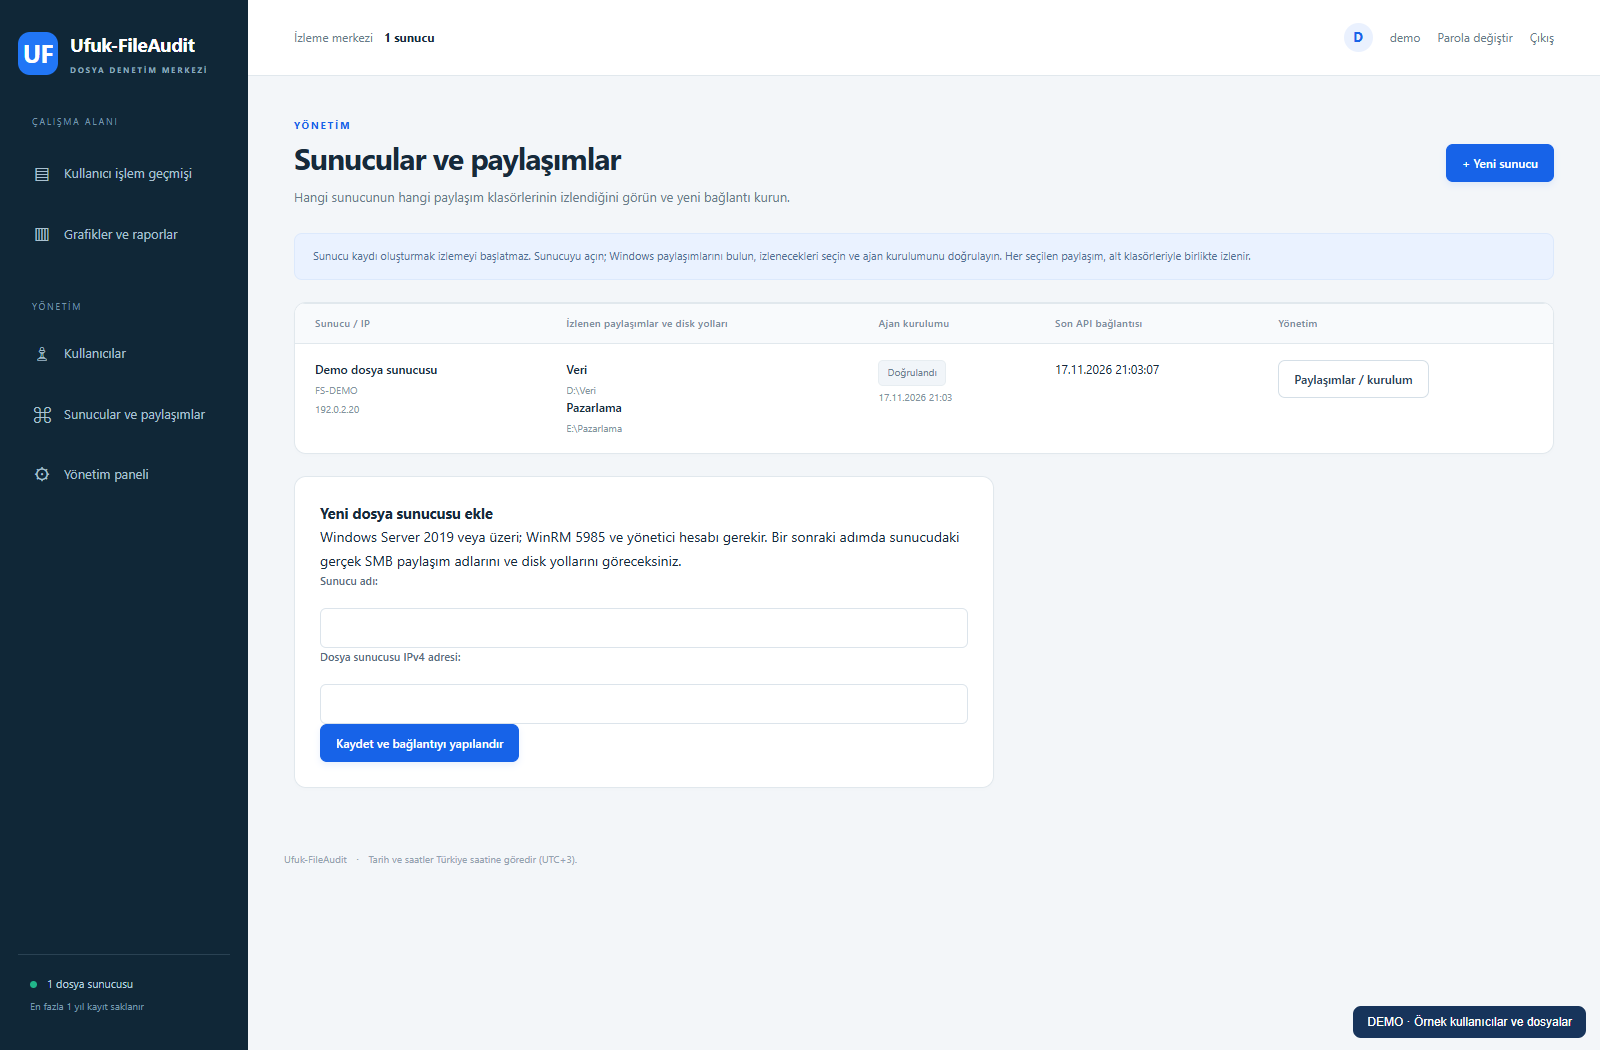 UF
Ufuk-FileAudit
DOSYA DENETİM MERKEZİ
ÇALIŞMA ALANI
Kullanıcı işlem geçmişi
Grafikler ve raporlar
YÖNETİM
Kullanıcılar
Sunucular ve paylaşımlar
Yönetim paneli
1 dosya sunucusu
En fazla 1 yıl kayıt saklanır
İzleme merkezi 1 sunucu
D demo Parola değiştir Çıkış
YÖNETİM
Sunucular ve paylaşımlar
+ Yeni sunucu
Hangi sunucunun hangi paylaşım klasörlerinin izlendiğini görün ve yeni bağlantı kurun.
Sunucu kaydı oluşturmak izlemeyi başlatmaz. Sunucuyu açın; Windows paylaşımlarını bulun, izlenecekleri seçin ve ajan kurulumunu doğrulayın. Her seçilen paylaşım, alt klasörleriyle birlikte izlenir.
Sunucu / IP İzlenen paylaşımlar ve disk yolları Ajan kurulumu Son API bağlantısı Yönetim
Demo dosya sunucusu
FS-DEMO
192.0.2.20
Veri
D:\Veri
Pazarlama
E:\Pazarlama
Doğrulandı
17.11.2026 21:03
17.11.2026 21:03:07
Paylaşımlar / kurulum
Yeni dosya sunucusu ekle
Windows Server 2019 veya üzeri; WinRM 5985 ve yönetici hesabı gerekir. Bir sonraki adımda sunucudaki
gerçek SMB paylaşım adlarını ve disk yollarını göreceksiniz.
Sunucu adı:
Dosya sunucusu IPv4 adresi:
Kaydet ve bağlantıyı yapılandır
Ufuk-FileAudit · Tarih ve saatler Türkiye saatine göredir (UTC+3).
DEMO · Örnek kullanıcılar ve dosyalar